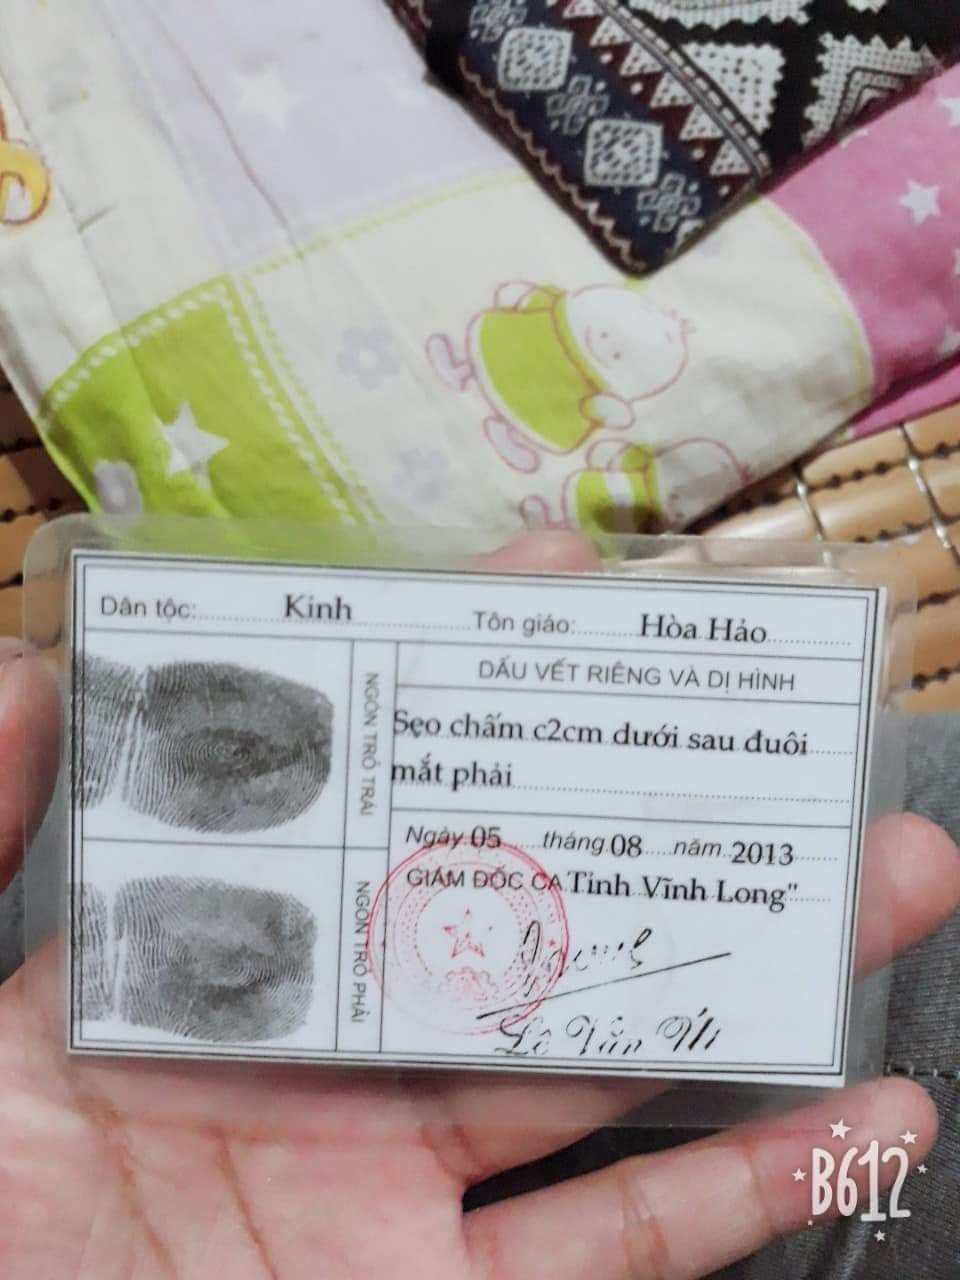 Dân tộc: Kinh Tôn giáo: Hòa Hảo
NGÓN TRỎ TRÁI
NGÓN TRỎ PHẢI
DẤU VẾT RIÊNG VÀ DỊ HÌNH
Sẹo chấm c2cm dưới sau đuôi
mắt phải
Ngày 05 tháng 08 năm 2013
GIÁM ĐỐC CA Tỉnh Vĩnh Long"
Lê Văn Út
B612